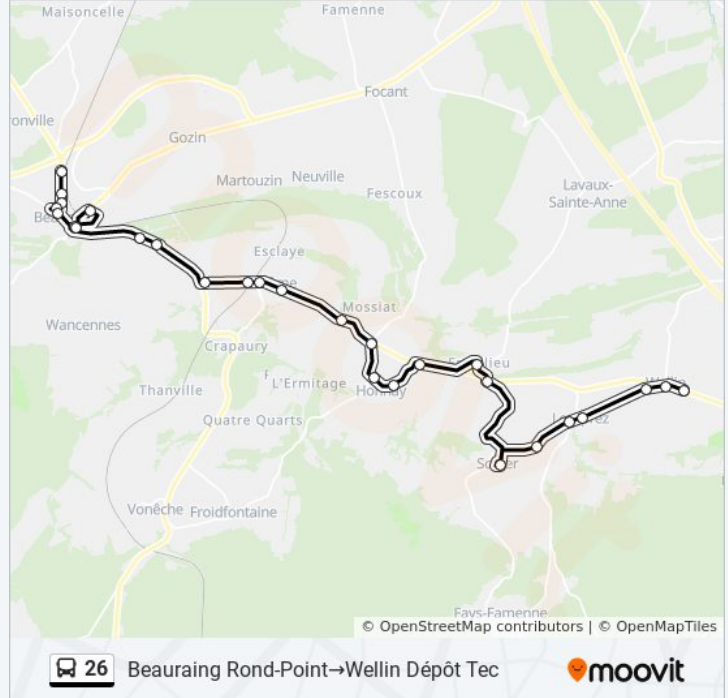 Maisoncelle
Famenne
Focant
ronville
Gozin
Martouzin
Neuville
Fescoux
Lavaux-
Sainte-Anne
Esclaye
Mossiat
Wancennes
Crapaury
L'Ermitage
Thanville
Quatre Quarts
Vonêche
Froidfontaine
Fays-Famenne
© OpenStreetMap contributors | © OpenMapTiles
26
Beauraing Rond-Point→Wellin Dépôt Tec
moovit